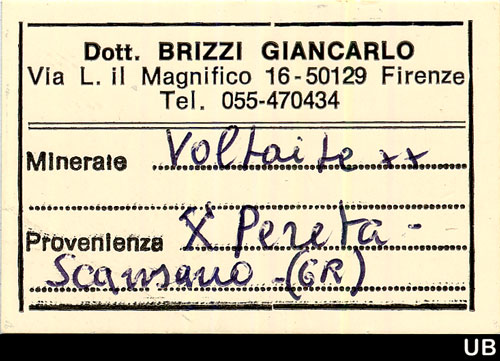 Dott. BRIZZI GIANCARLO
Via L. il Magnifico 16-50129 Firenze
Tel. 055-470434
Minerale Voltaite xx
Provenienza X Pereta -
Scansano - (GR)
UB